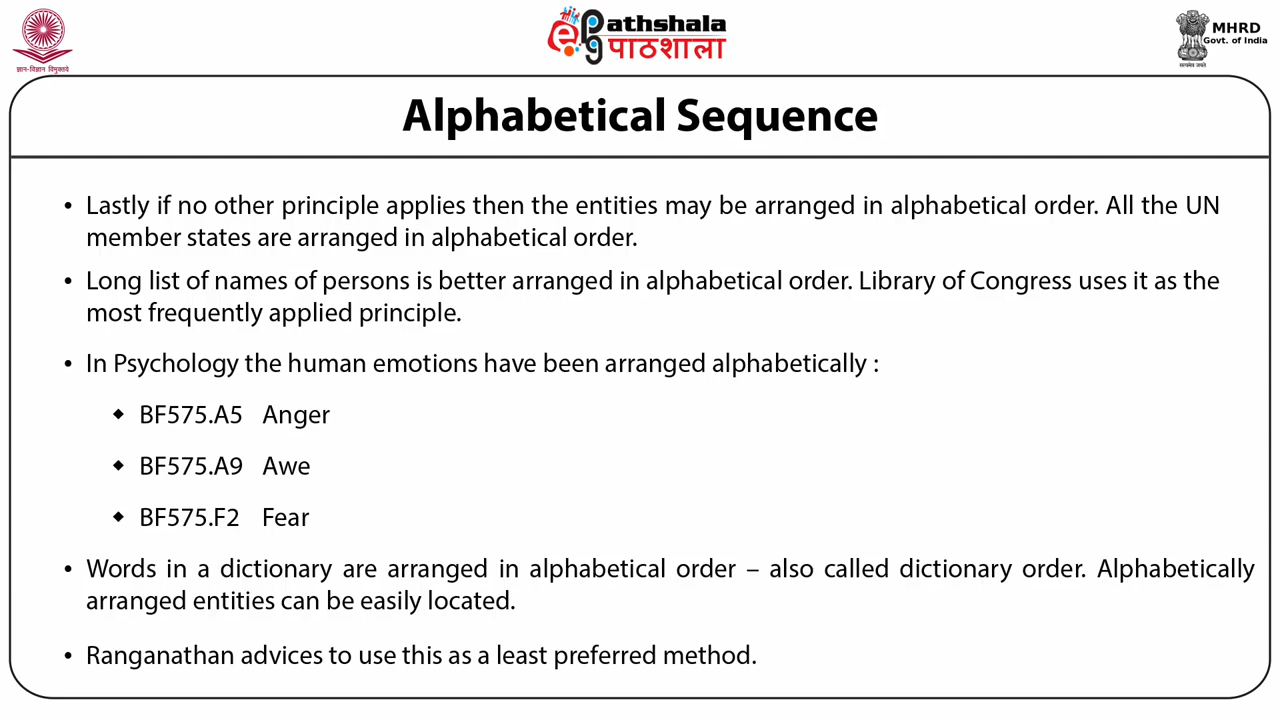 ज्ञान-विज्ञान विमुक्तये
ePathshala
पाठशाला
MHRD
Govt. of India
सत्यमेव जयते
Alphabetical Sequence
• Lastly if no other principle applies then the entities may be arranged in alphabetical order. All the UN
member states are arranged in alphabetical order.
• Long list of names of persons is better arranged in alphabetical order. Library of Congress uses it as the
most frequently applied principle.
• In Psychology the human emotions have been arranged alphabetically :
◆ BF575.A5 Anger
◆ BF575.A9 Awe
◆ BF575.F2 Fear
• Words in a dictionary are arranged in alphabetical order – also called dictionary order. Alphabetically
arranged entities can be easily located.
• Ranganathan advices to use this as a least preferred method.